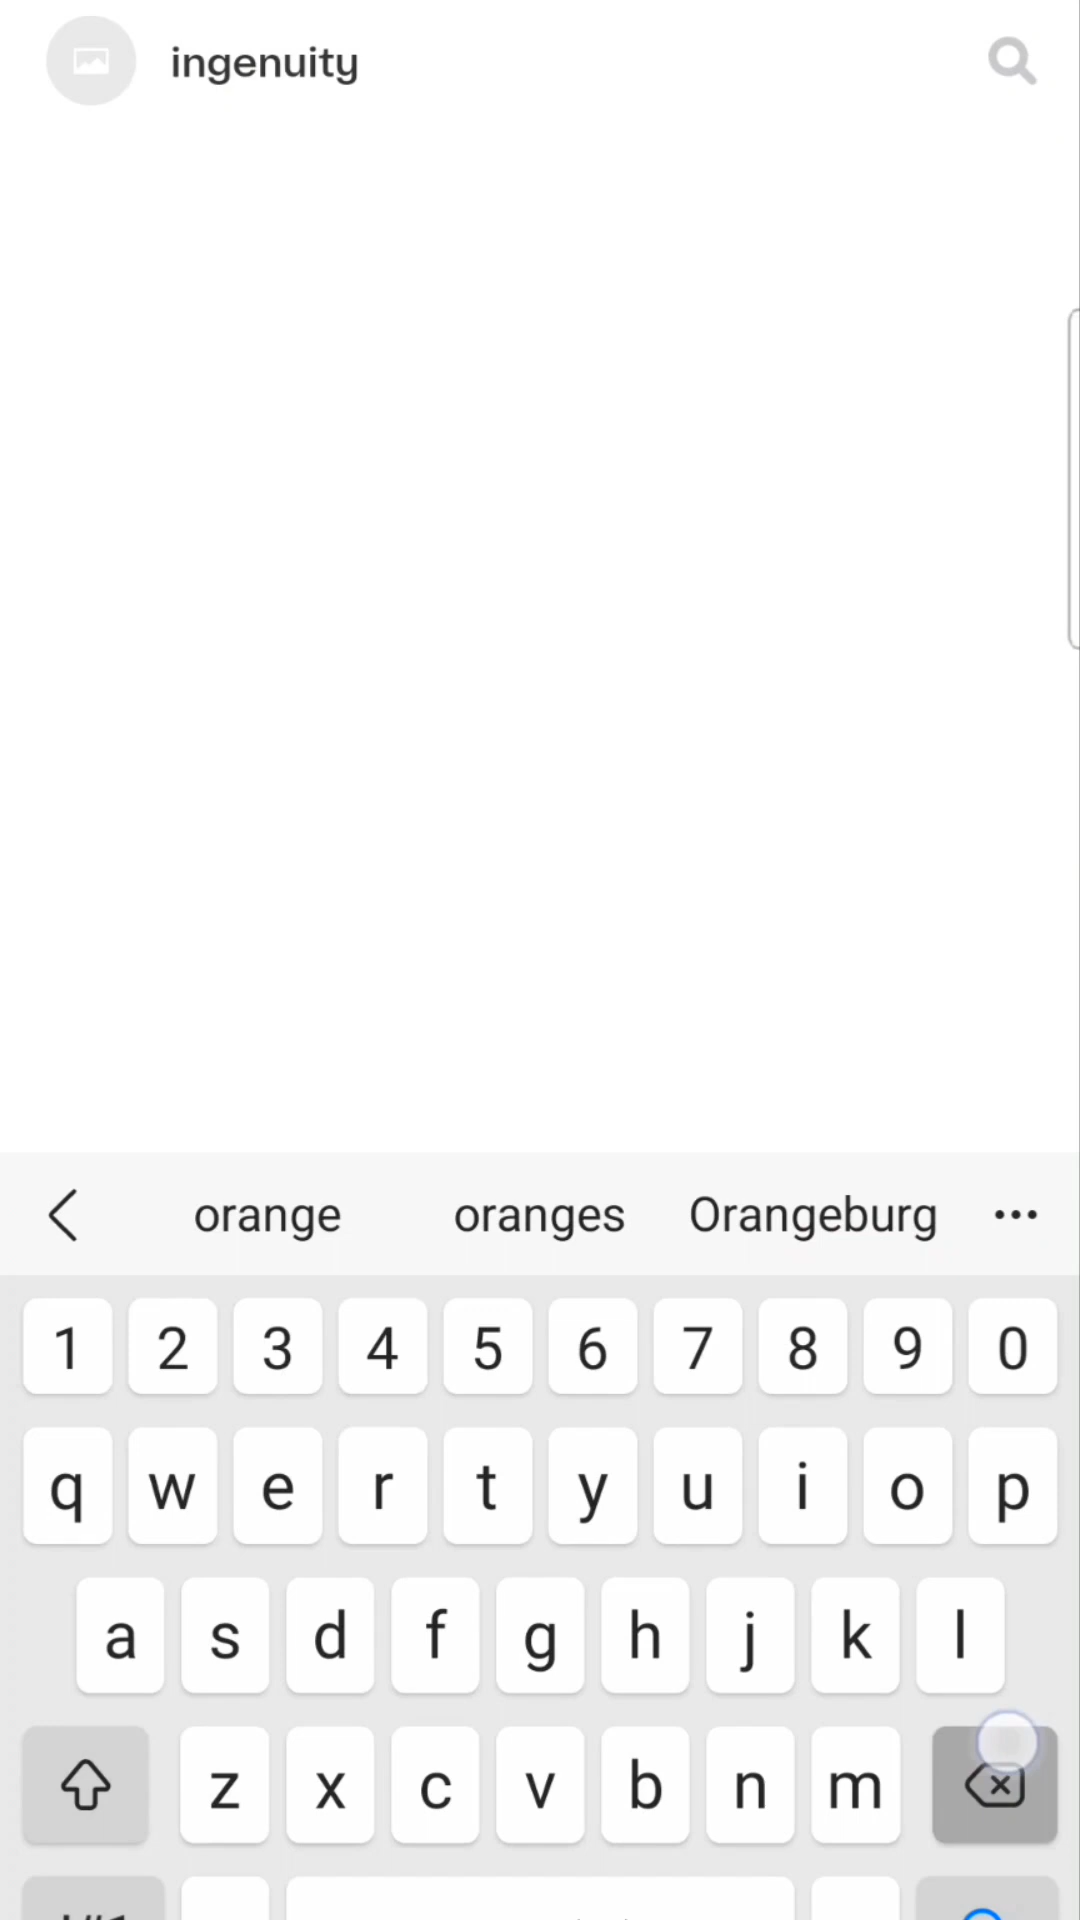 ingenuity
orange oranges Orangeburg
1 2 3 4 5 6 7 8 9 0
q w e r t y u i o p
a s d f g h j k l
z x c v b n m